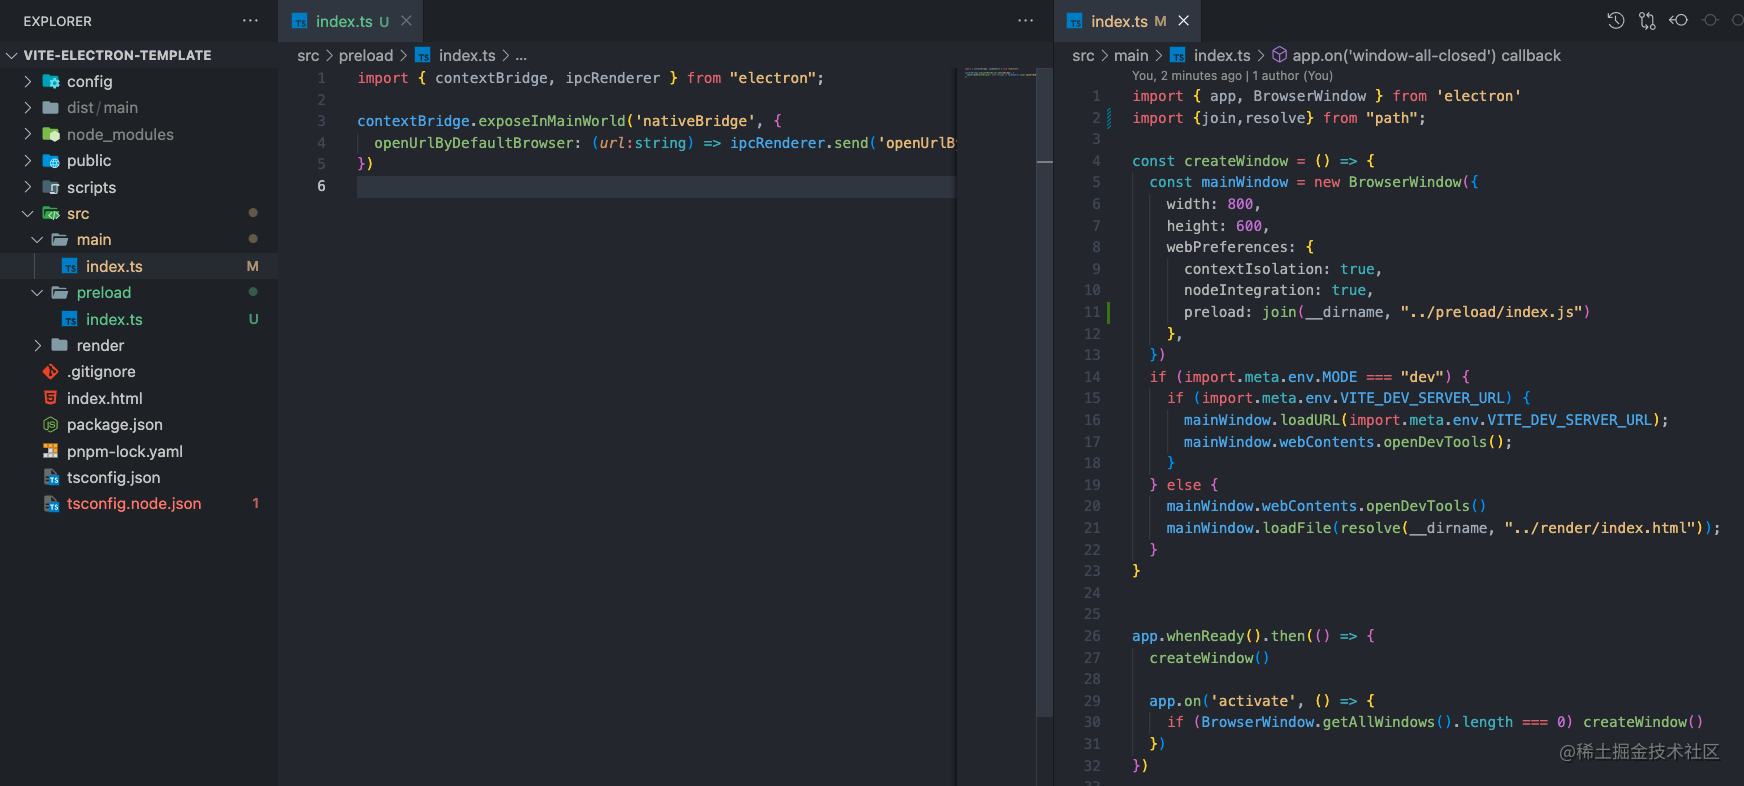 EXPLORER
VITE-ELECTRON-TEMPLATE
config
dist / main
node_modules
public
scripts
src
main
index.ts M
preload
index.ts U
render
.gitignore
index.html
package.json
pnpm-lock.yaml
tsconfig.json
tsconfig.node.json 1
index.ts U
src > preload > index.ts > ...
1 import { contextBridge, ipcRenderer } from "electron";
2
3 contextBridge.exposeInMainWorld('nativeBridge', {
4 openUrlByDefaultBrowser: (url:string) => ipcRenderer.send('openUrlBy
5 })
6
index.ts M
src > main > index.ts > app.on('window-all-closed') callback
You, 2 minutes ago | 1 author (You)
1 import { app, BrowserWindow } from 'electron'
2 import {join,resolve} from "path";
3
4 const createWindow = () => {
5 const mainWindow = new BrowserWindow({
6 width: 800,
7 height: 600,
8 webPreferences: {
9 contextIsolation: true,
10 nodeIntegration: true,
11 preload: join(__dirname, "../preload/index.js")
12 },
13 })
14 if (import.meta.env.MODE === "dev") {
15 if (import.meta.env.VITE_DEV_SERVER_URL) {
16 mainWindow.loadURL(import.meta.env.VITE_DEV_SERVER_URL);
17 mainWindow.webContents.openDevTools();
18 }
19 } else {
20 mainWindow.webContents.openDevTools()
21 mainWindow.loadFile(resolve(__dirname, "../render/index.html"));
22 }
23 }
24
25
26 app.whenReady().then(() => {
27 createWindow()
28
29 app.on('activate', () => {
30 if (BrowserWindow.getAllWindows().length === 0) createWindow()
31 })
32 })
@稀土掘金技术社区